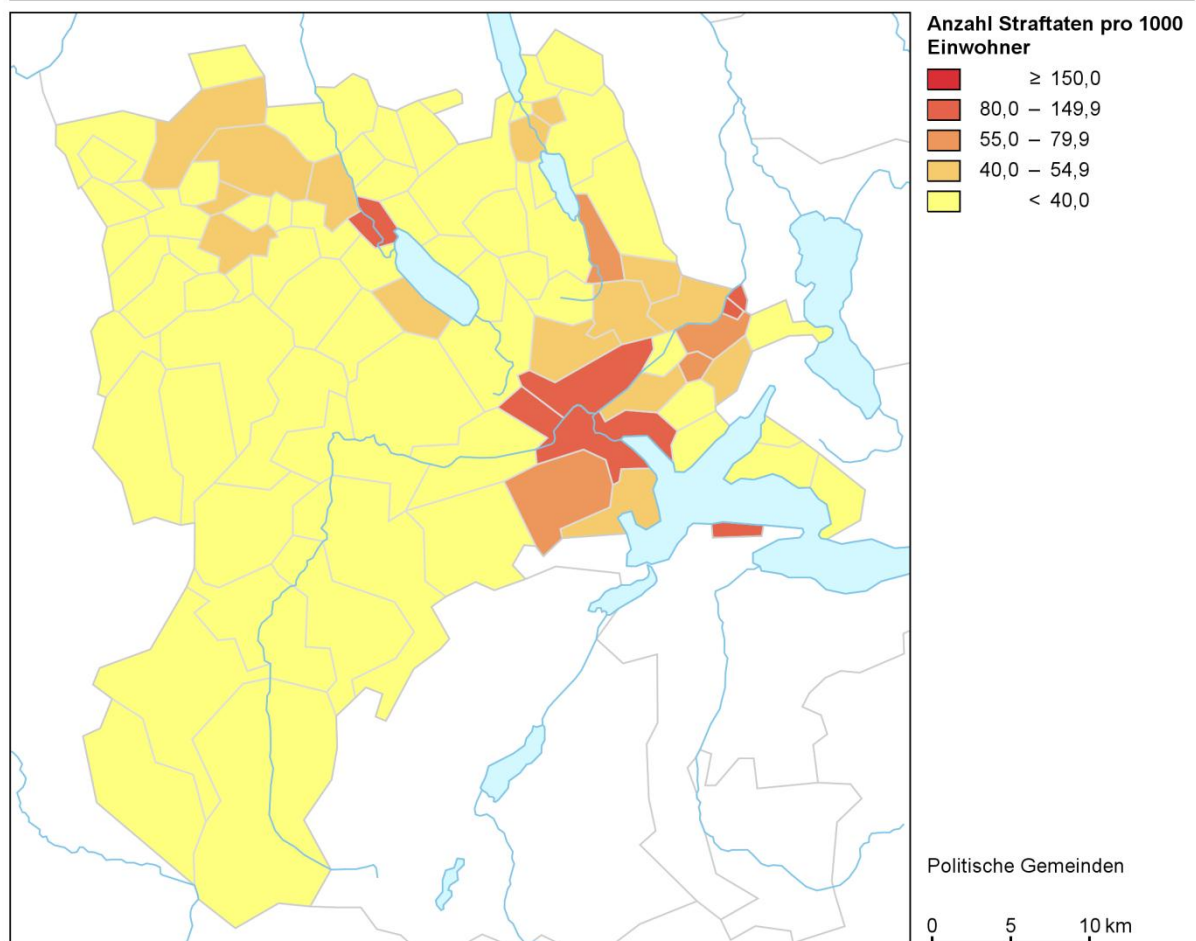 Anzahl Straftaten pro 1000
Einwohner
≥ 150,0
80,0 – 149,9
55,0 – 79,9
40,0 – 54,9
< 40,0
Politische Gemeinden
0 5 10 km